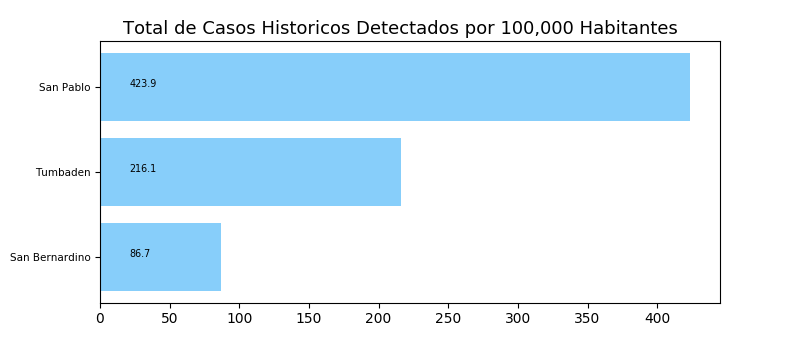 Total de Casos Historicos Detectados por 100,000 Habitantes
San Pablo 423.9
Tumbaden 216.1
San Bernardino 86.7
0 50 100 150 200 250 300 350 400